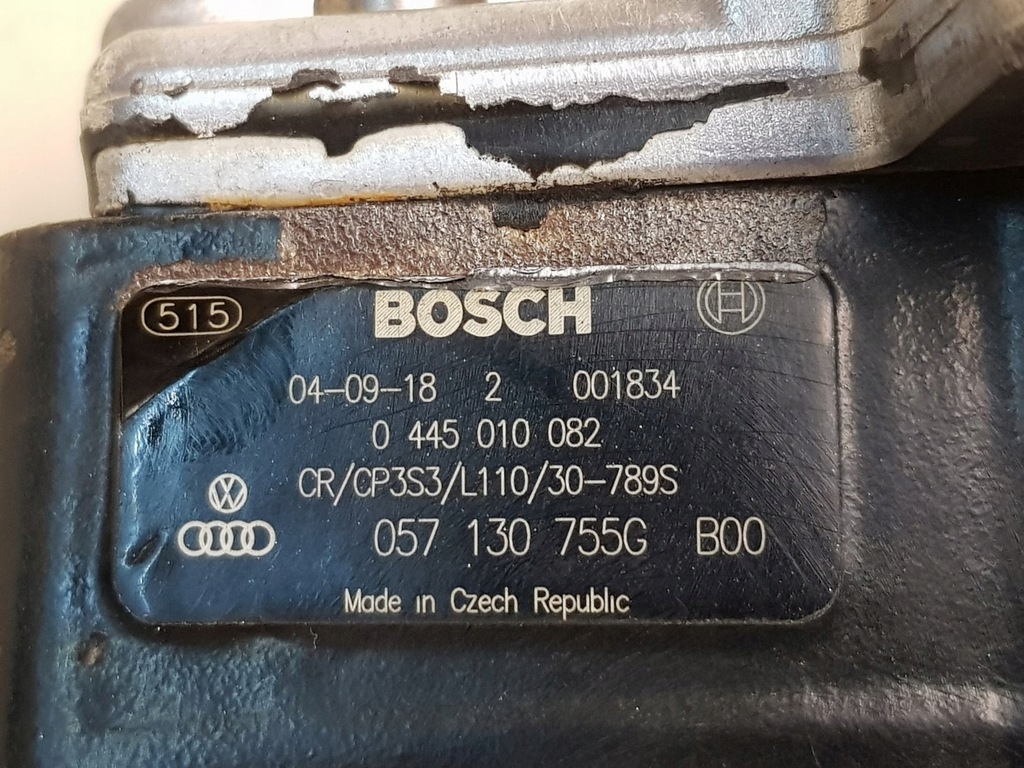 515 BOSCH
04-09-18 2 001834
0 445 010 082
CR/CP3S3/L110/30-789S
057 130 755G B00
Made in Czech Republic